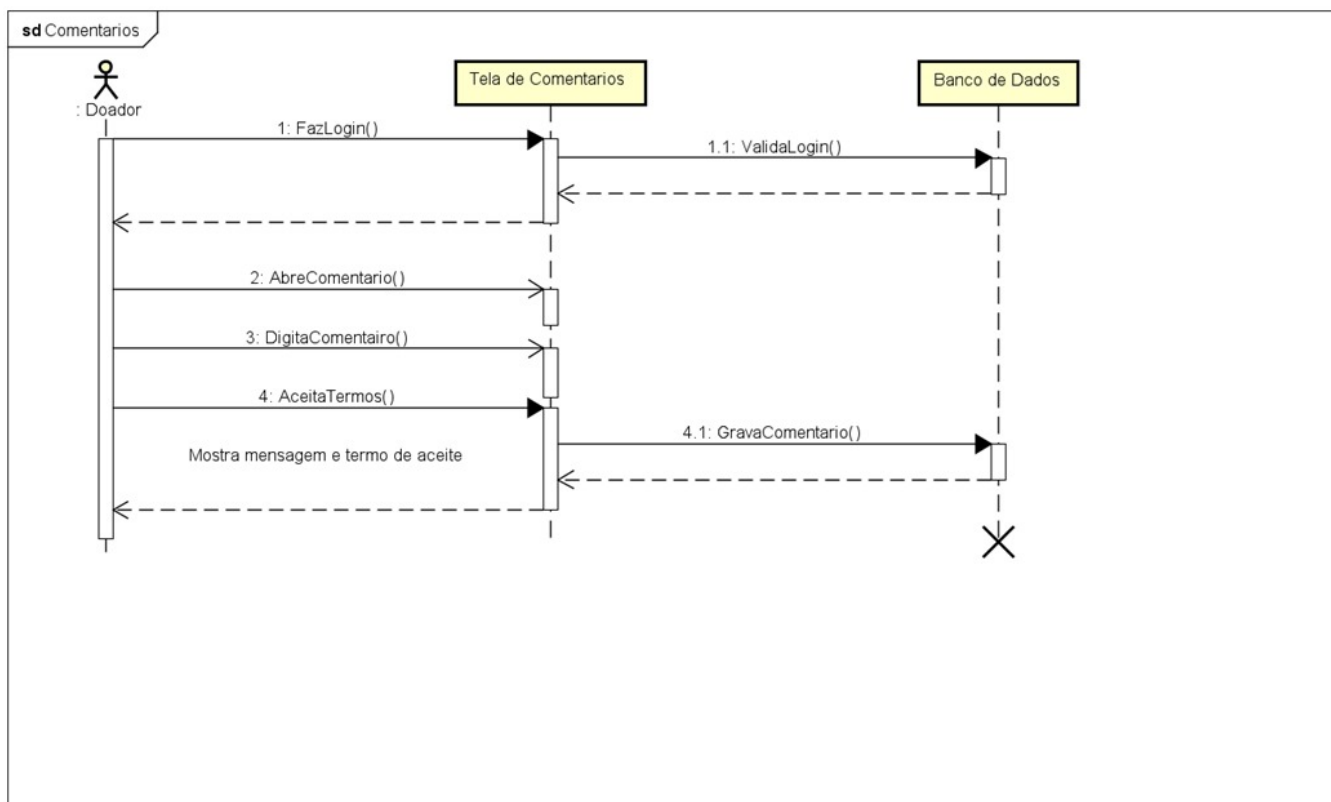 sd Comentarios
: Doador
Tela de Comentarios
Banco de Dados
1: FazLogin()
1.1: ValidaLogin()
2: AbreComentario()
3: DigitaComentairo()
4: AceitaTermos()
4.1: GravaComentario()
Mostra mensagem e termo de aceite